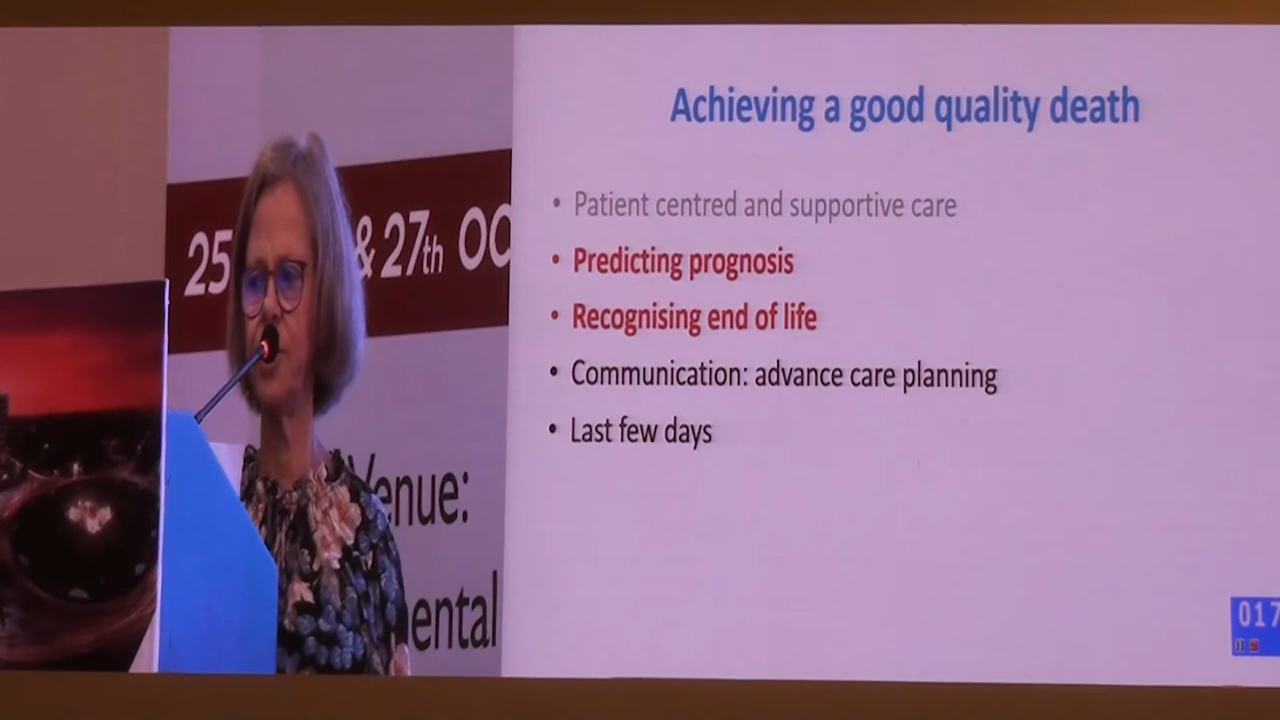 Achieving a good quality death
• Patient centred and supportive care
• Predicting prognosis
• Recognising end of life
• Communication: advance care planning
• Last few days
25 & 27th OC
Venue:
ental
017